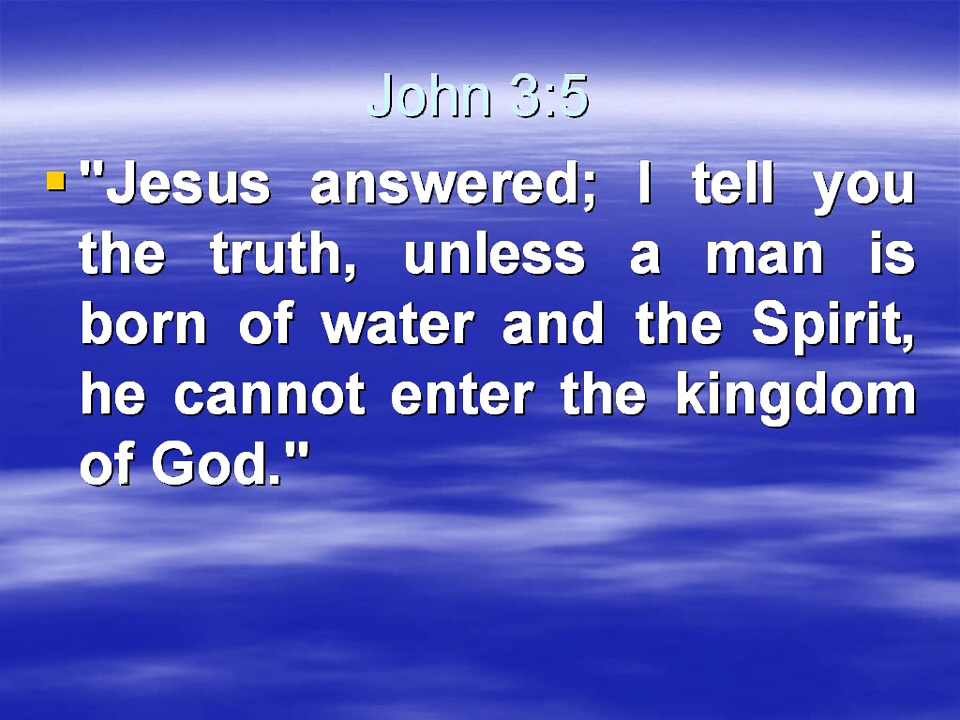 John 3:5
"Jesus answered; I tell you
the truth, unless a man is
born of water and the Spirit,
he cannot enter the kingdom
of God."